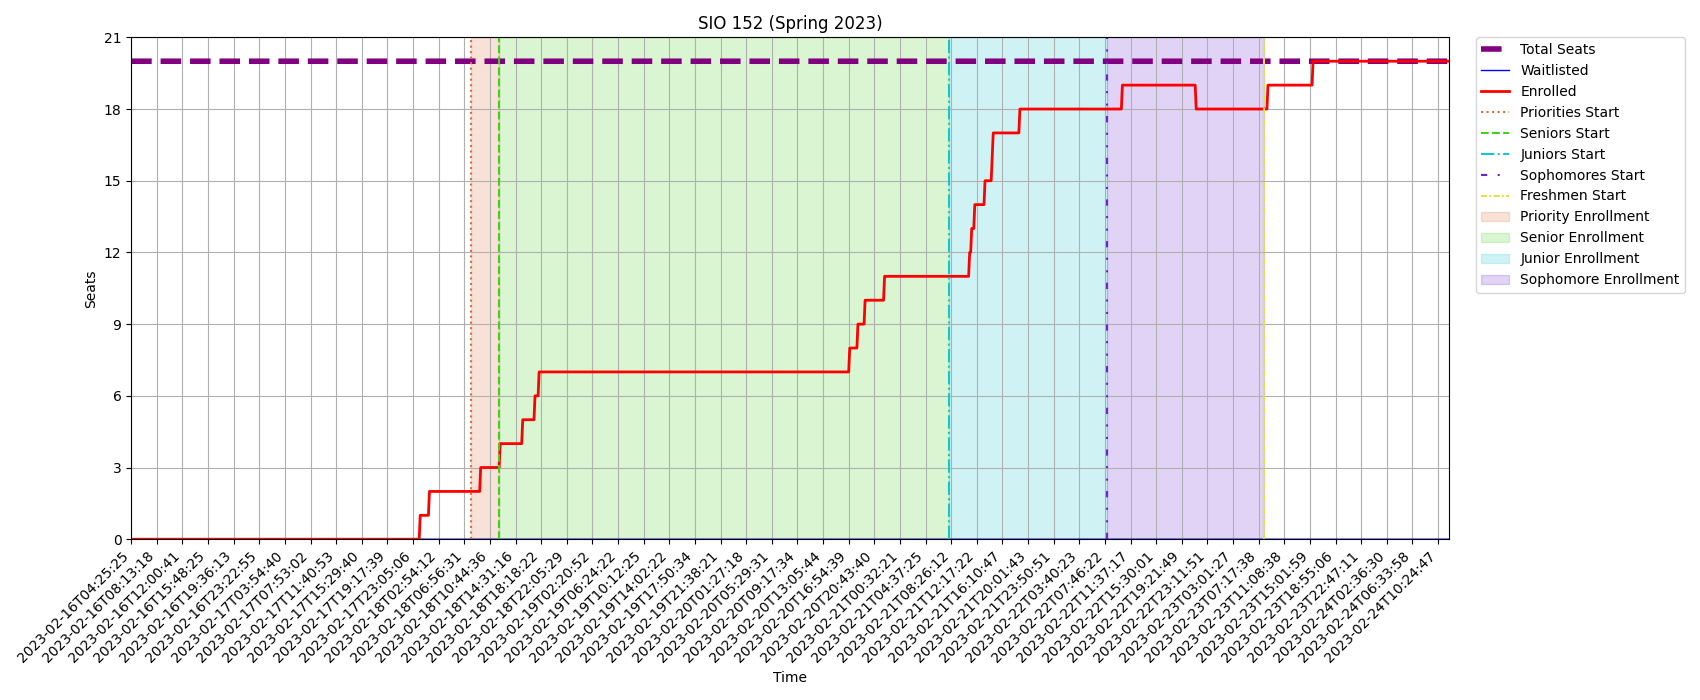 SIO 152 (Spring 2023)
Seats
21
18
15
12
9
6
3
0
2023-02-16T04:25:25
2023-02-16T08:13:18
2023-02-16T12:00:41
2023-02-16T15:48:25
2023-02-16T19:36:13
2023-02-16T23:22:55
2023-02-17T03:54:40
2023-02-17T07:53:02
2023-02-17T11:40:53
2023-02-17T15:29:40
2023-02-17T19:17:39
2023-02-17T23:05:06
2023-02-18T02:54:12
2023-02-18T06:56:31
2023-02-18T10:44:36
2023-02-18T14:31:16
2023-02-18T18:18:22
2023-02-18T22:05:29
2023-02-19T02:20:52
2023-02-19T06:24:22
2023-02-19T10:12:25
2023-02-19T14:02:22
2023-02-19T17:50:34
2023-02-19T21:38:21
2023-02-20T01:27:18
2023-02-20T05:29:31
2023-02-20T09:17:34
2023-02-20T13:05:44
2023-02-20T16:54:39
2023-02-20T20:43:40
2023-02-21T00:32:21
2023-02-21T04:37:25
2023-02-21T08:26:12
2023-02-21T12:17:22
2023-02-21T16:10:47
2023-02-21T20:01:43
2023-02-21T23:50:51
2023-02-22T03:40:23
2023-02-22T07:46:22
2023-02-22T11:37:17
2023-02-22T15:30:01
2023-02-22T19:21:49
2023-02-22T23:11:51
2023-02-23T03:01:27
2023-02-23T07:17:38
2023-02-23T11:08:38
2023-02-23T15:01:59
2023-02-23T18:55:06
2023-02-23T22:47:11
2023-02-24T02:36:30
2023-02-24T06:33:58
2023-02-24T10:24:47
Time
Total Seats
Waitlisted
Enrolled
Priorities Start
Seniors Start
Juniors Start
Sophomores Start
Freshmen Start
Priority Enrollment
Senior Enrollment
Junior Enrollment
Sophomore Enrollment